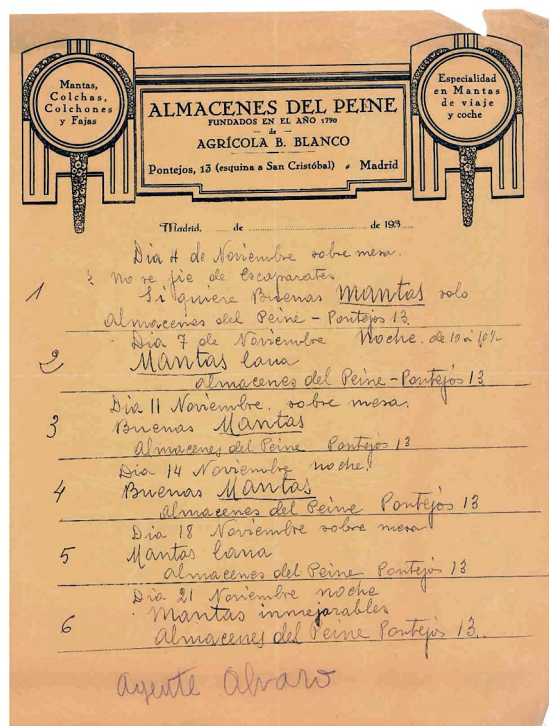 Mantas,
Colchas,
Colchones
y Fajas
Especialidad
en Mantas
de viaje
y coche
ALMACENES DEL PEINE
FUNDADOS EN EL AÑO 1790
— de —
AGRÍCOLA B. BLANCO
Pontejos, 13 (esquina a San Cristóbal) - Madrid
Madrid, de de 193
Dia 4 de Noviembre sobre mesa.
No se fie de Escaparates
1 Si quiere Buenas Mantas solo
Almacenes del Peine - Pontejos 13.
Dia 7 de Noviembre Noche. de 10 a 10½
2 Mantas lana
almacenes del Peine - Pontejos 13
Dia 11 Noviembre. sobre mesa.
3 Buenas Mantas
Almacenes del Peine Pontejos 13
Dia 14 Noviembre noche.
4 Buenas Mantas
almacenes del Peine Pontejos 13
Dia 18 Noviembre sobre mesa
5 Mantas lana
almacenes del Peine Pontejos 13
Dia 21 Noviembre noche
6 Mantas inmejorables
Almacenes del Peine Pontejos 13.
Agente Alvaro